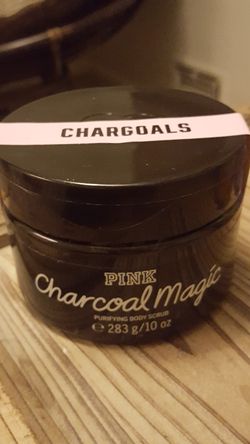 CHARGOALS
PINK
Charcoal Magic
PURIFYING BODY SCRUB
℮ 283 g/10 oz